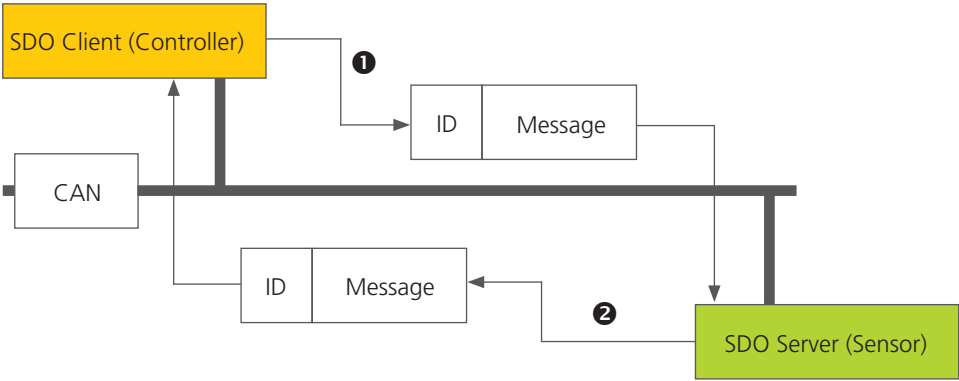 SDO Client (Controller)
❶
ID Message
CAN
ID Message
❷
SDO Server (Sensor)